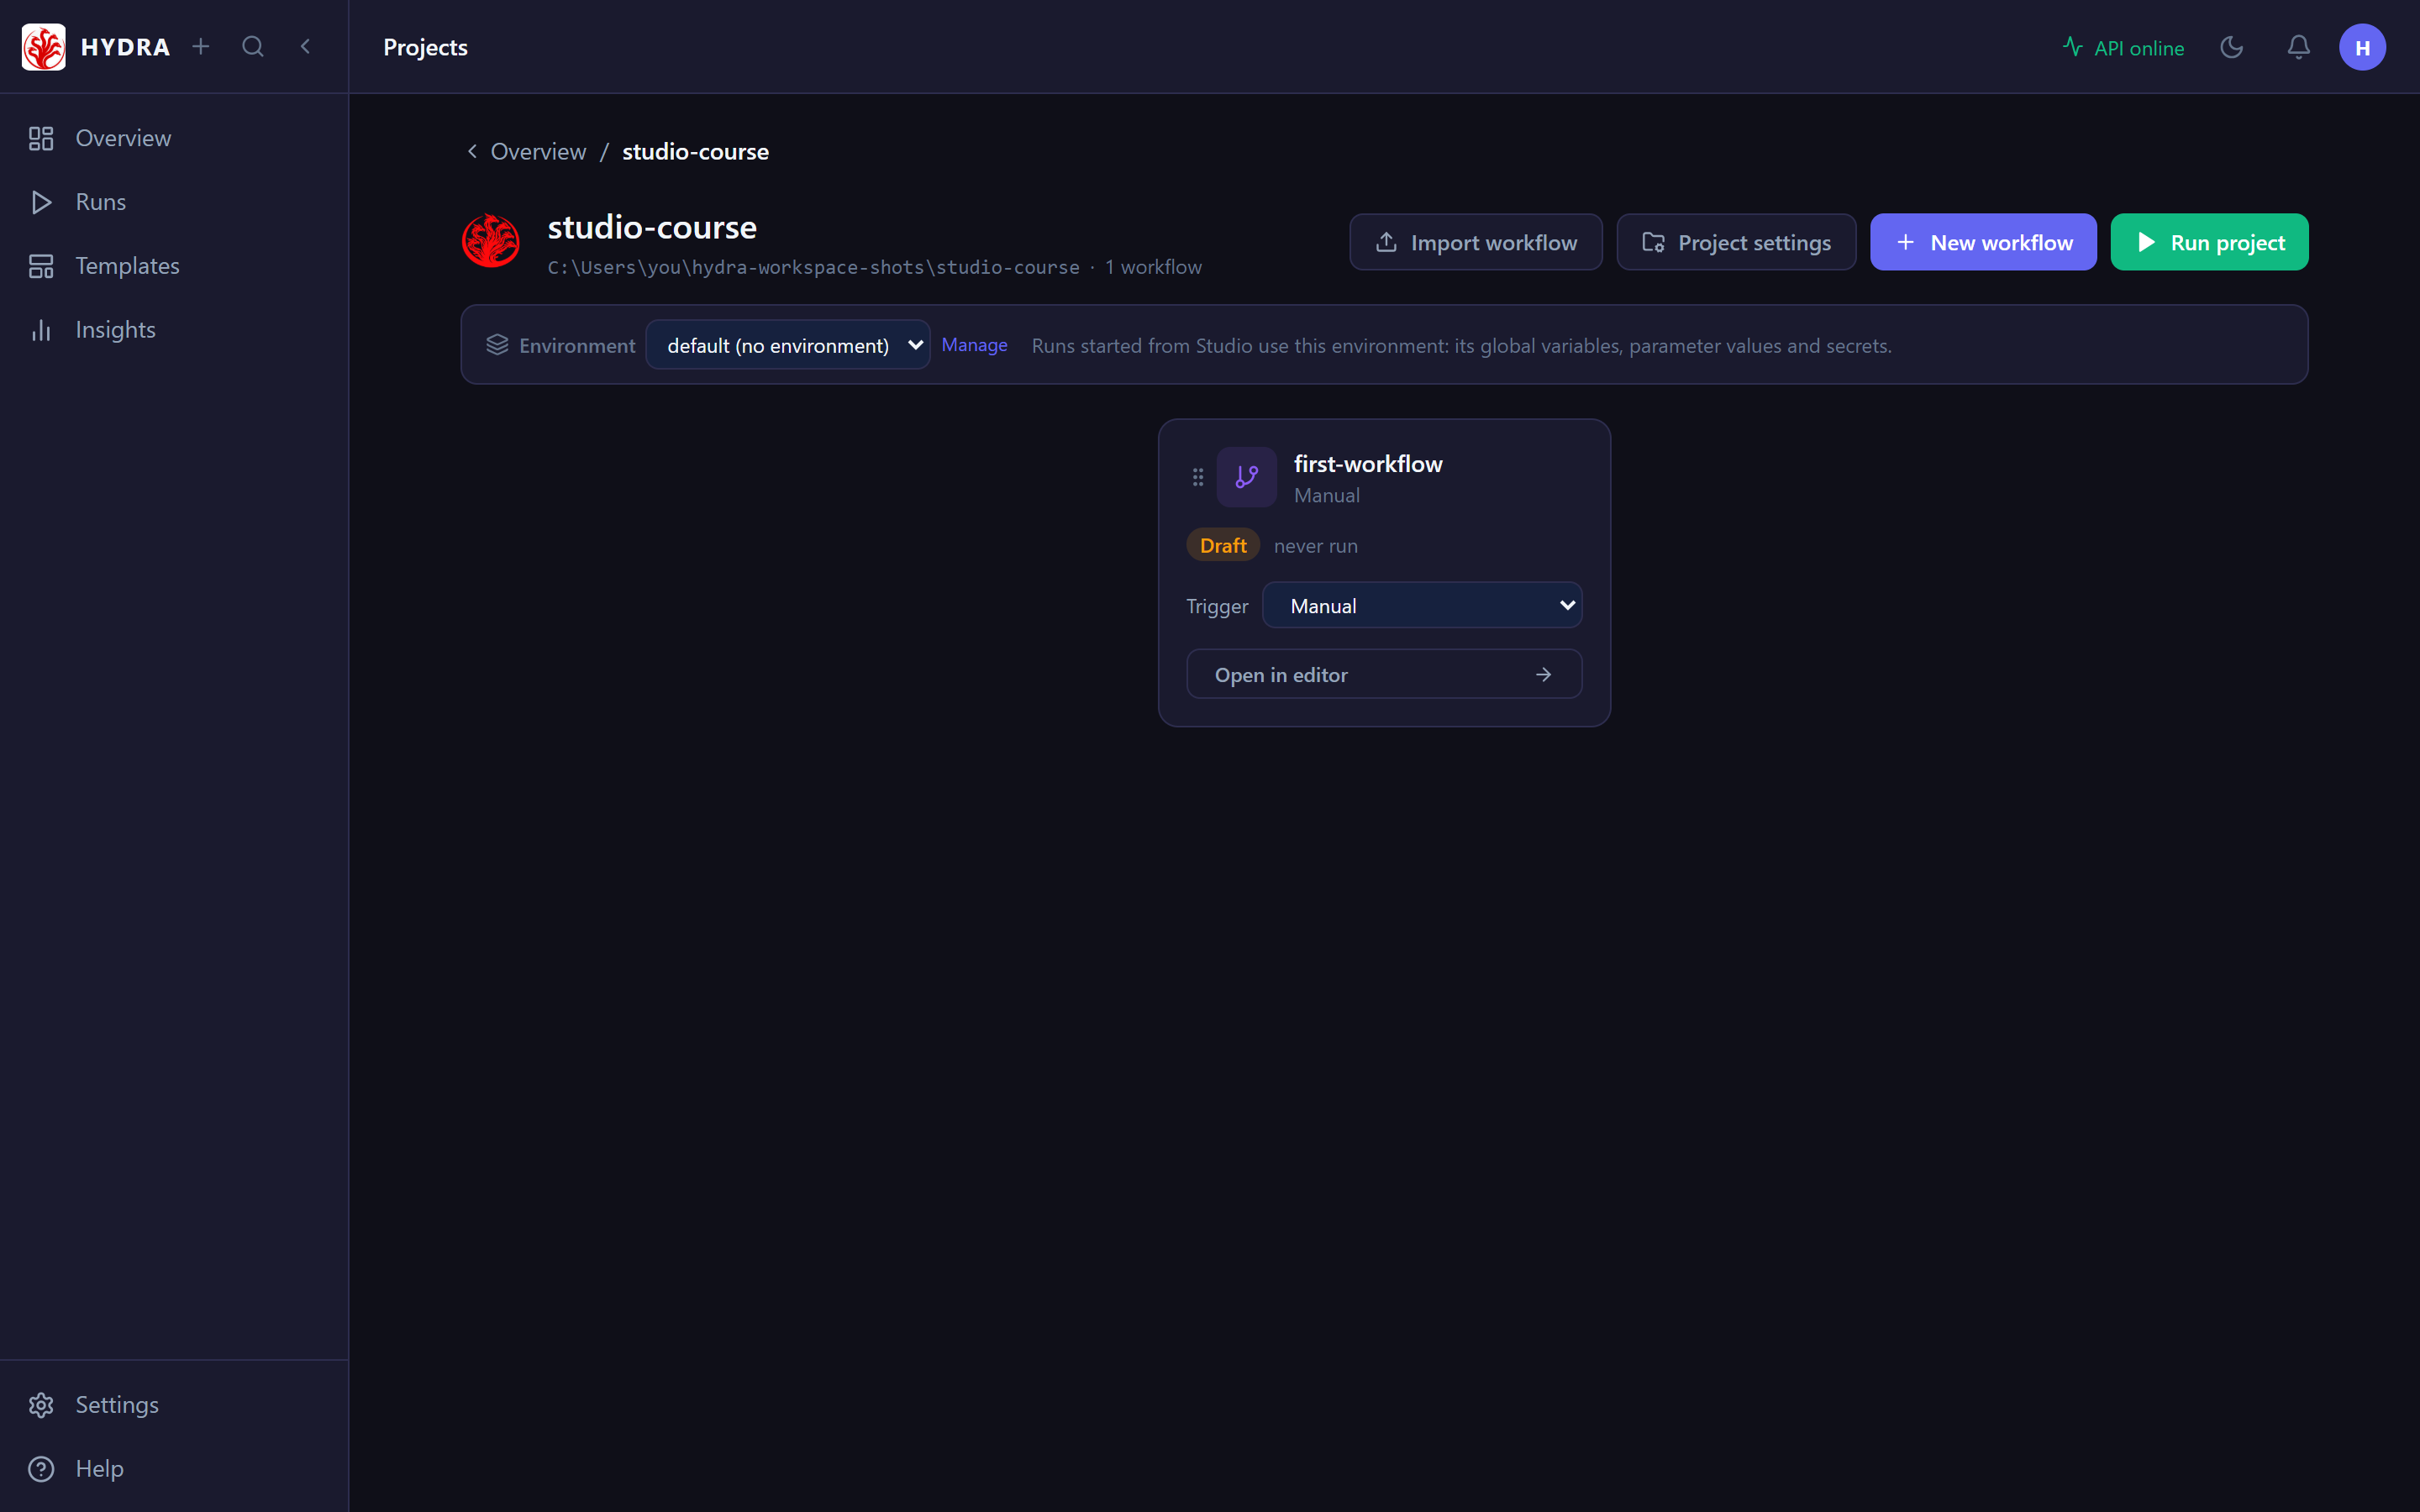 HYDRA
Projects
API online
H
Overview
Runs
Templates
Insights
Overview / studio-course
studio-course
C:\Users\you\hydra-workspace-shots\studio-course · 1 workflow
Import workflow
Project settings
New workflow
Run project
Environment
default (no environment)
Manage
Runs started from Studio use this environment: its global variables, parameter values and secrets.
first-workflow
Manual
Draft
never run
Trigger
Manual
Open in editor
Settings
Help